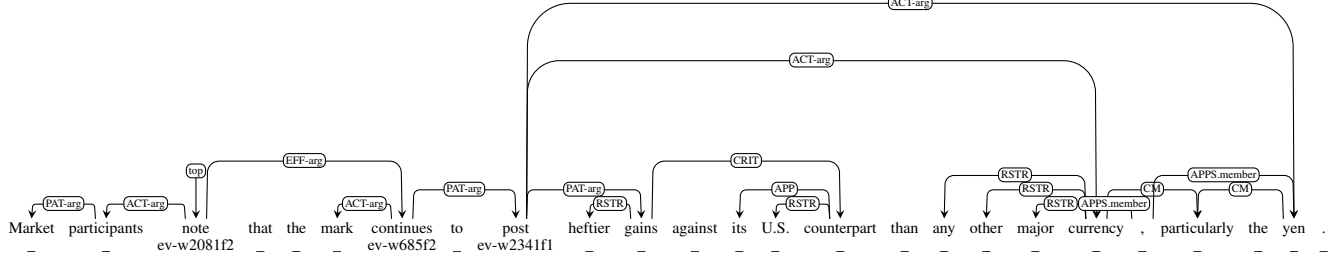 ACT-arg
ACT-arg
EFF-arg CRIT
top RSTR APPS.member
PAT-arg PAT-arg APP RSTR CM CM
PAT-arg ACT-arg ACT-arg RSTR RSTR RSTR APPS.member
Market participants note that the mark continues to post heftier gains against its U.S. counterpart than any other major currency , particularly the yen .
_ _ ev-w2081f2 _ _ _ ev-w685f2 _ ev-w2341f1 _ _ _ _ _ _ _ _ _ _ _ _ _ _ _ _